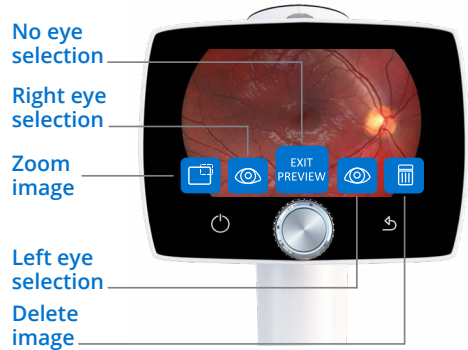 No eye
selection
Right eye
selection
Zoom
image
EXIT
PREVIEW
Left eye
selection
Delete
image